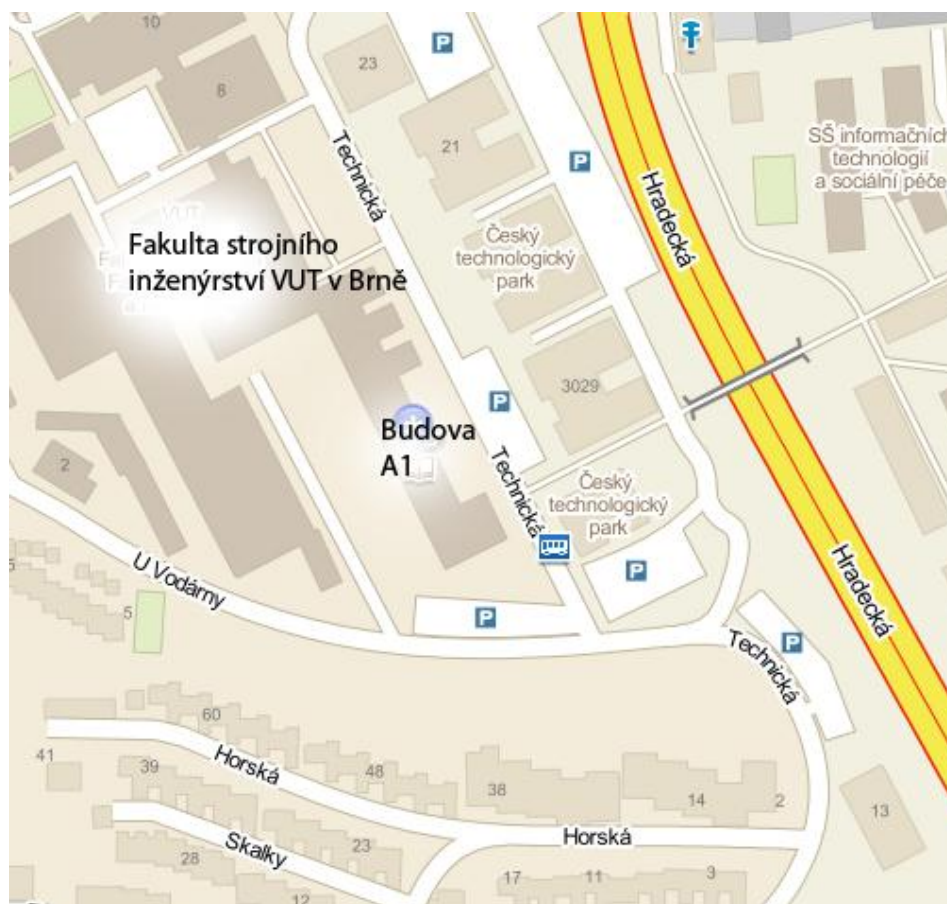 10
P
23
8
21
Technická
P
Hradecká
SŠ informačních
technologií
a sociální péče
VUT
Fakulta strojního
inženýrství VUT v Brně
Český
technologický
park
3029
P
Budova
A1
Technická
2
Český
technologický
park
U Vodárny
P
Hradecká
5
P
P
Technická
60
41
39
Horská
48
38
14
2
13
Horská
Skalky
23
28
12
17
11
3